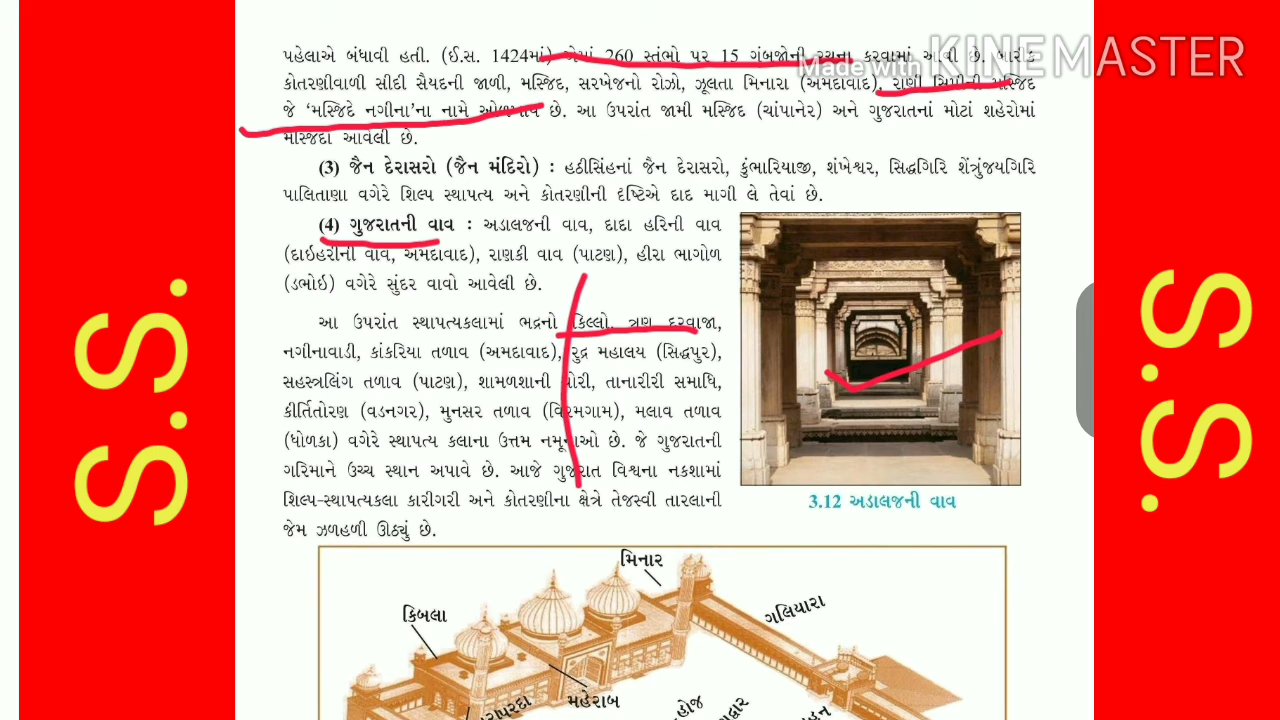 પહેલાએ બંધાવી હતી. (ઈ.સ. 1424માં) એમાં 260 સ્તંભો પર 15 ગંબજોની રચના કરવામાં આવી છે. બારીક
Made with KINEMASTER
કોતરણીવાળી સીદી સૈયદની જાળી, મસ્જિદ, સરખેજનો રોઝો, ઝૂલતા મિનારા (અમદાવાદ), રાણી સિપ્રીની મસ્જિદ
જે 'મસ્જિદે નગીના'ના નામે ઓળખાય છે. આ ઉપરાંત જામી મસ્જિદ (ચાંપાનેર) અને ગુજરાતનાં મોટાં શહેરોમાં
મસ્જિદો આવેલી છે.
(3) જૈન દેરાસરો (જૈન મંદિરો) : હઠીસિંહનાં જૈન દેરાસરો, કુંભારિયાજી, શંખેશ્વર, સિદ્ધગિરિ શેંત્રુંજયગિરિ
પાલિતાણા વગેરે શિલ્પ સ્થાપત્ય અને કોતરણીની દૃષ્ટિએ દાદ માગી લે તેવાં છે.
(4) ગુજરાતની વાવ : અડાલજની વાવ, દાદા હરિની વાવ
(દાઈહરીની વાવ, અમદાવાદ), રાણકી વાવ (પાટણ), હીરા ભાગોળ
(ડભોઇ) વગેરે સુંદર વાવો આવેલી છે.
આ ઉપરાંત સ્થાપત્યકલામાં ભદ્રનો કિલ્લો, ત્રણ દરવાજા,
નગીનાવાડી, કાંકરિયા તળાવ (અમદાવાદ), રુદ્ર મહાલય (સિદ્ધપુર),
સહસ્ત્રલિંગ તળાવ (પાટણ), શામળશાની ચોરી, તાનારીરી સમાધિ,
કીર્તિતોરણ (વડનગર), મુનસર તળાવ (વિરમગામ), મલાવ તળાવ
(ધોળકા) વગેરે સ્થાપત્ય કલાના ઉત્તમ નમૂનાઓ છે. જે ગુજરાતની
ગરિમાને ઉચ્ચ સ્થાન અપાવે છે. આજે ગુજરાત વિશ્વના નકશામાં
શિલ્પ-સ્થાપત્યકલા કારીગરી અને કોતરણીના ક્ષેત્રે તેજસ્વી તારલાની
જેમ ઝળહળી ઊઠ્યું છે.
3.12 અડાલજની વાવ
S.S.
S.S.
મિનાર
ગલિયારા
કિબલા
મહેરાબ
હોજ